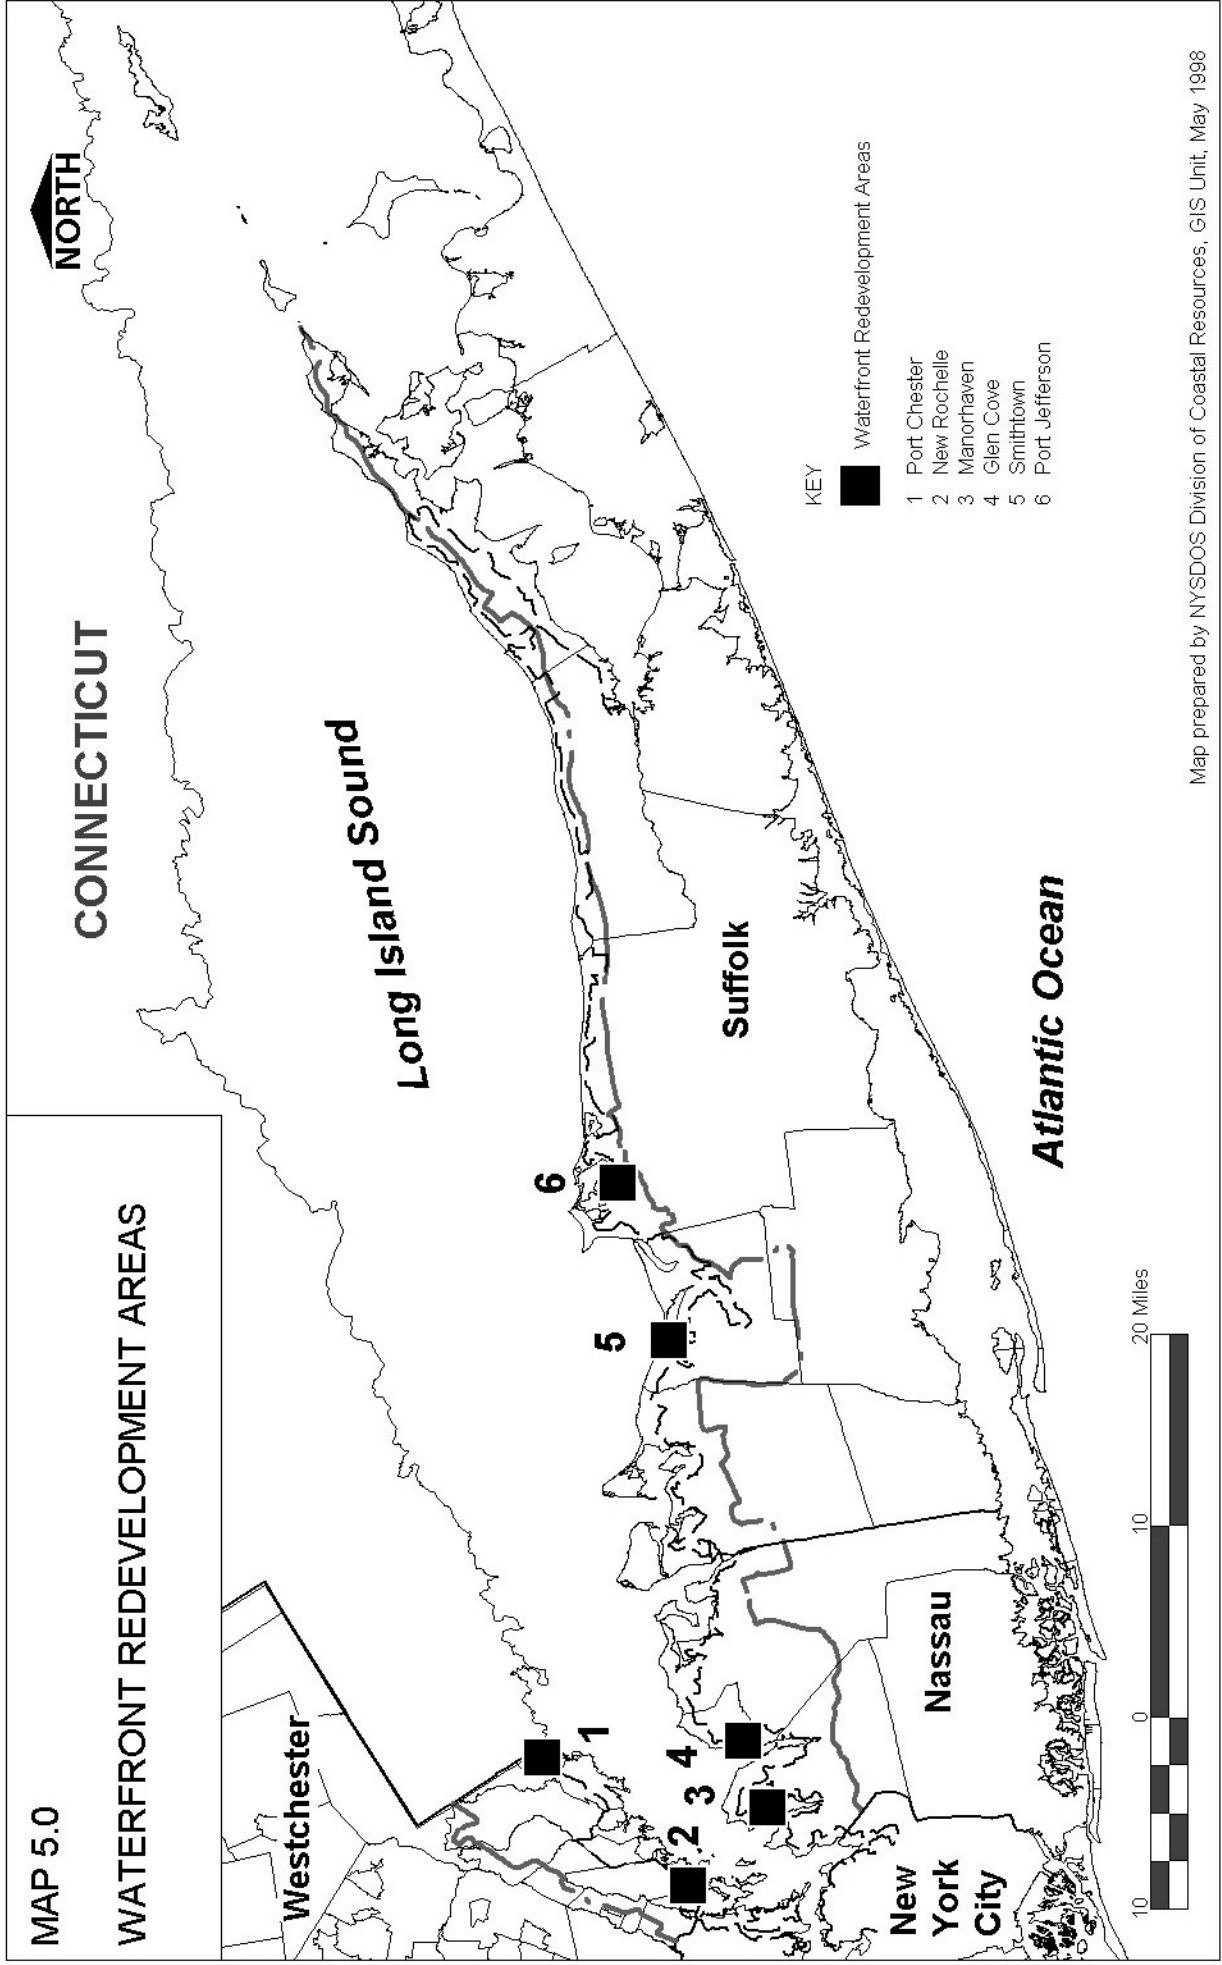 MAP 5.0
WATERFRONT REDEVELOPMENT AREAS
NORTH
CONNECTICUT
Westchester
Long Island Sound
1
2
3
4
5
6
Suffolk
Nassau
New
York
City
Atlantic Ocean
KEY
Waterfront Redevelopment Areas
1 Port Chester
2 New Rochelle
3 Manorhaven
4 Glen Cove
5 Smithtown
6 Port Jefferson
10 0 10 20 Miles
Map prepared by NYSDOS Division of Coastal Resources, GIS Unit, May 1998